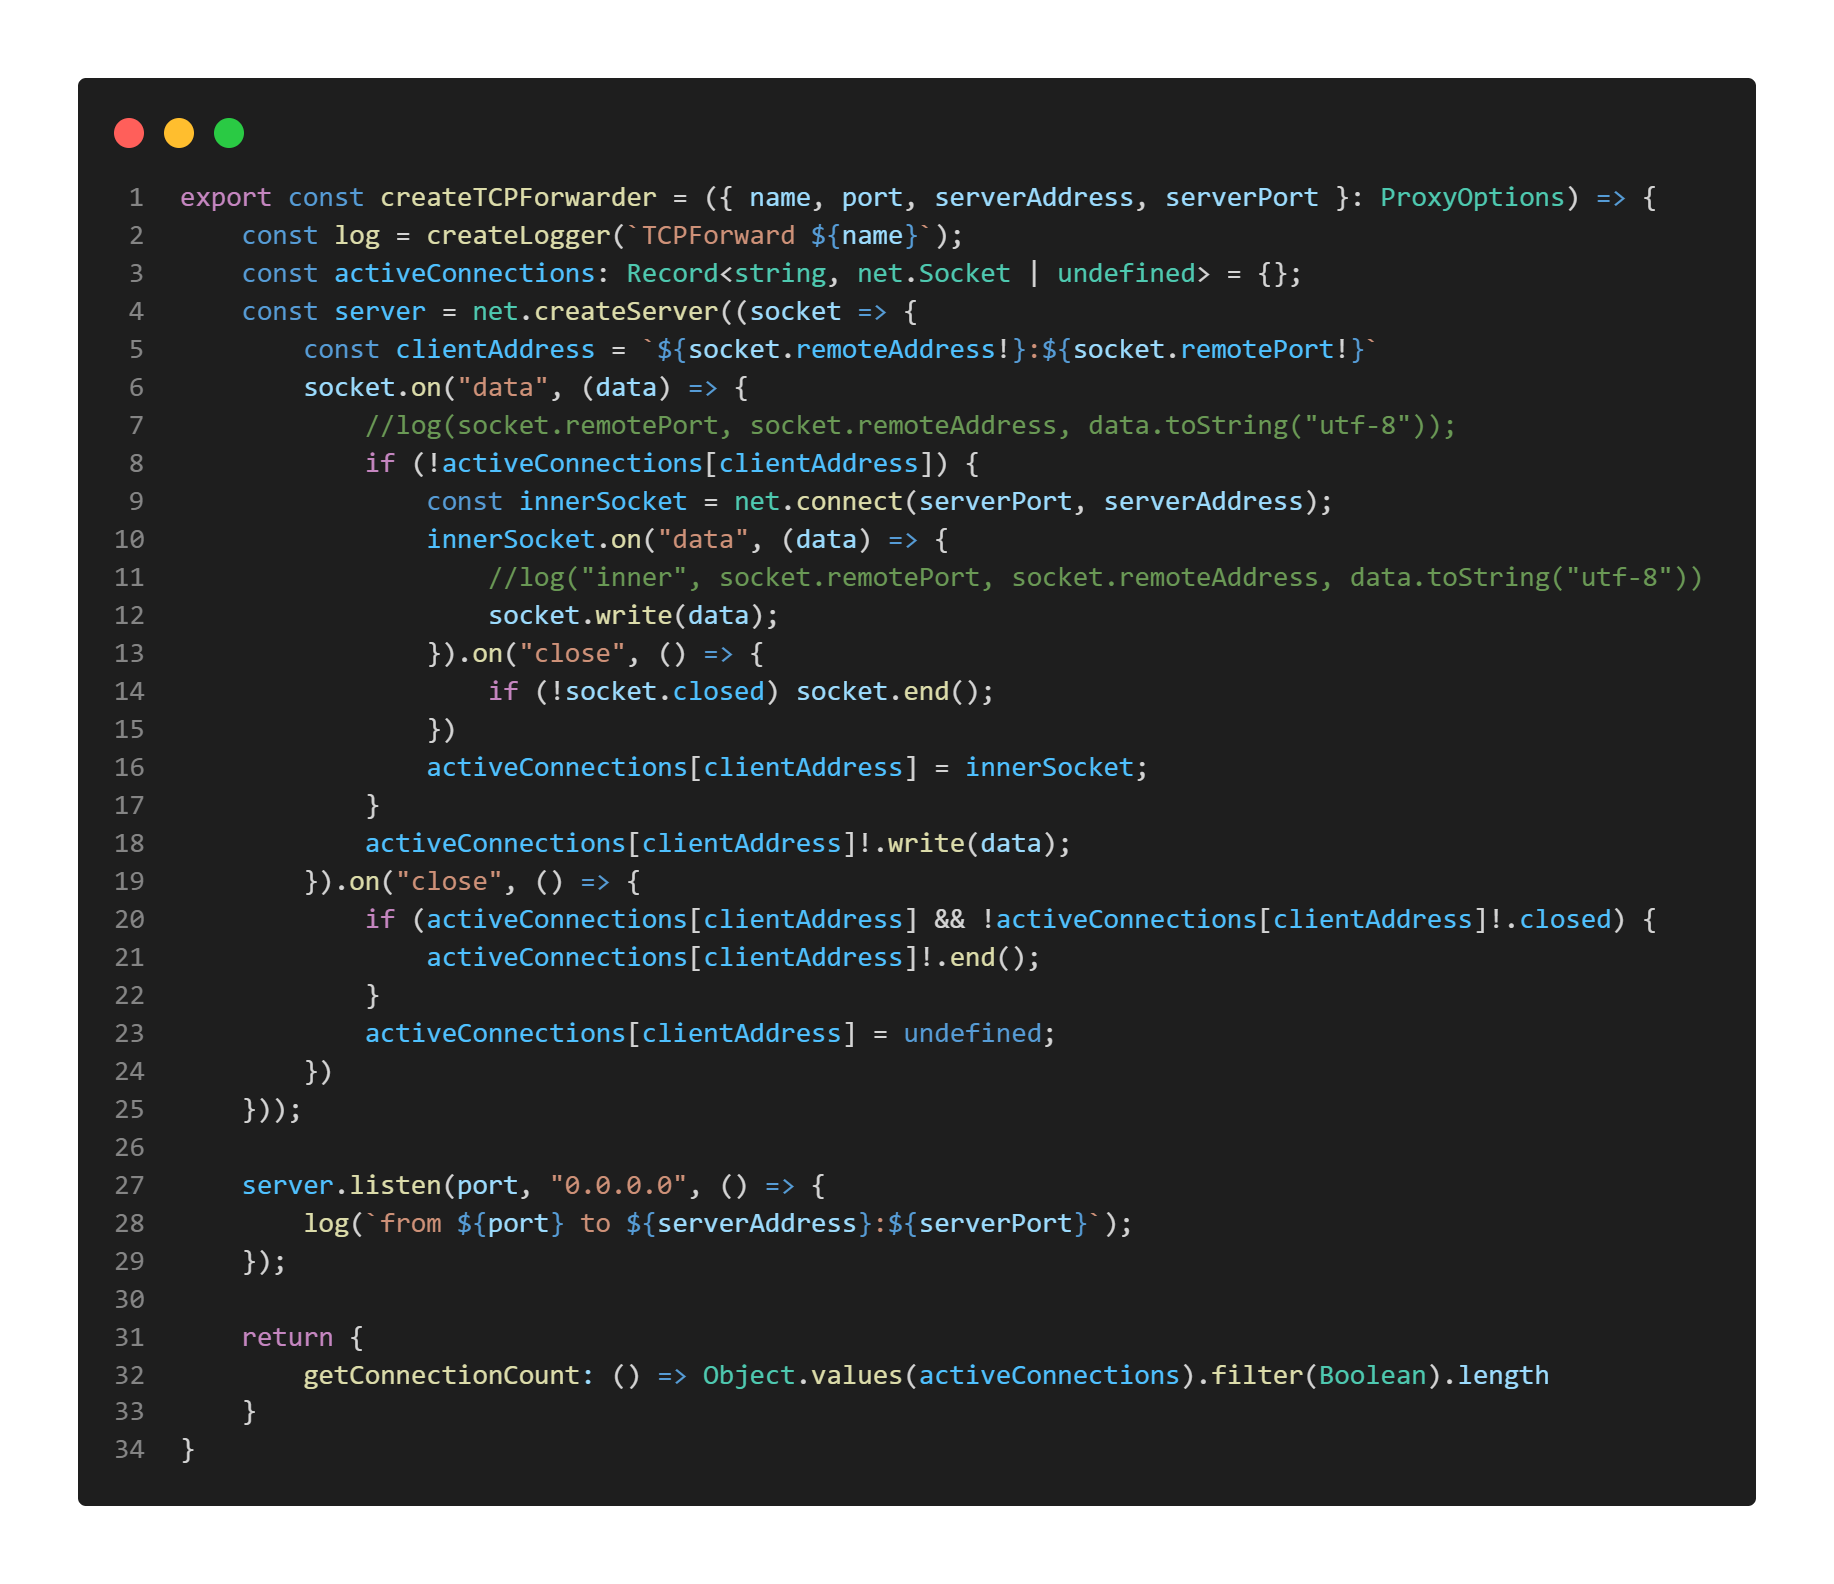 1 export const createTCPForwarder = ({ name, port, serverAddress, serverPort }: ProxyOptions) => {
2     const log = createLogger(`TCPForward ${name}`);
3     const activeConnections: Record<string, net.Socket | undefined> = {};
4     const server = net.createServer((socket => {
5         const clientAddress = `${socket.remoteAddress!}:${socket.remotePort!}`
6         socket.on("data", (data) => {
7             //log(socket.remotePort, socket.remoteAddress, data.toString("utf-8"));
8             if (!activeConnections[clientAddress]) {
9                 const innerSocket = net.connect(serverPort, serverAddress);
10                 innerSocket.on("data", (data) => {
11                     //log("inner", socket.remotePort, socket.remoteAddress, data.toString("utf-8"))
12                     socket.write(data);
13                 }).on("close", () => {
14                     if (!socket.closed) socket.end();
15                 })
16                 activeConnections[clientAddress] = innerSocket;
17             }
18             activeConnections[clientAddress]!.write(data);
19         }).on("close", () => {
20             if (activeConnections[clientAddress] && !activeConnections[clientAddress]!.closed) {
21                 activeConnections[clientAddress]!.end();
22             }
23             activeConnections[clientAddress] = undefined;
24         })
25     }));
26
27     server.listen(port, "0.0.0.0", () => {
28         log(`from ${port} to ${serverAddress}:${serverPort}`);
29     });
30
31     return {
32         getConnectionCount: () => Object.values(activeConnections).filter(Boolean).length
33     }
34 }